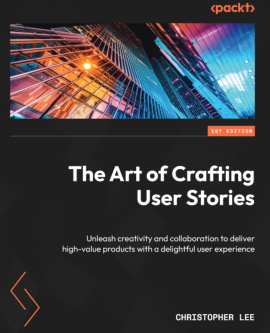 <packt>
1ST EDITION
The Art of Crafting
User Stories
Unleash creativity and collaboration to deliver
high-value products with a delightful user experience
CHRISTOPHER LEE